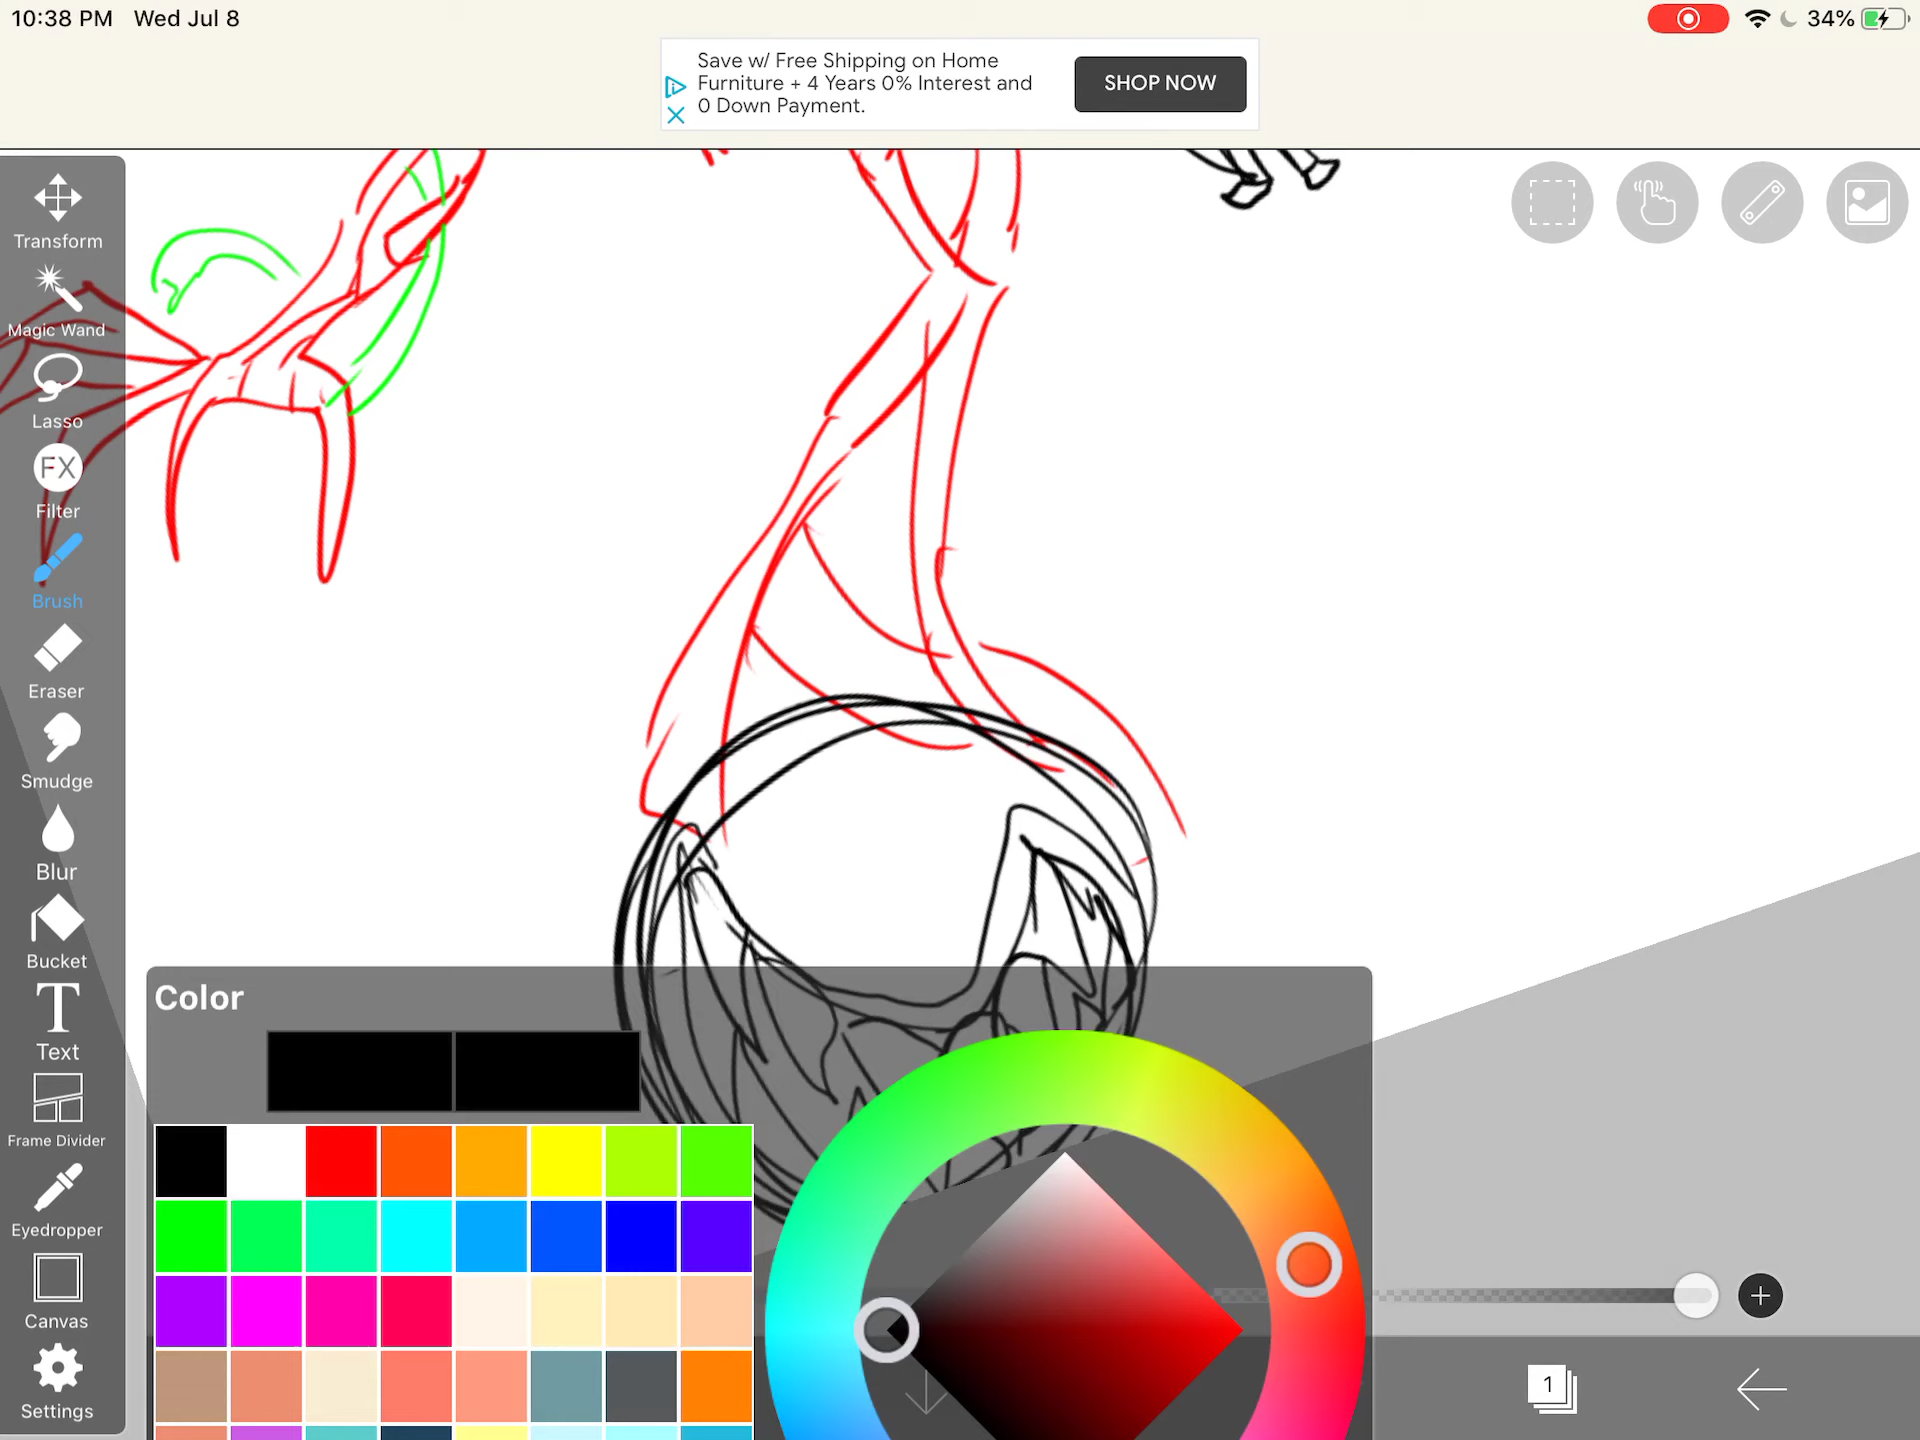 10:38 PM Wed Jul 8
34%
Save w/ Free Shipping on Home
Furniture + 4 Years 0% Interest and
0 Down Payment.
SHOP NOW
Transform
Magic Wand
Lasso
FX
Filter
Brush
Eraser
Smudge
Blur
Bucket
T
Text
Frame Divider
Eyedropper
Canvas
Settings
Color
1